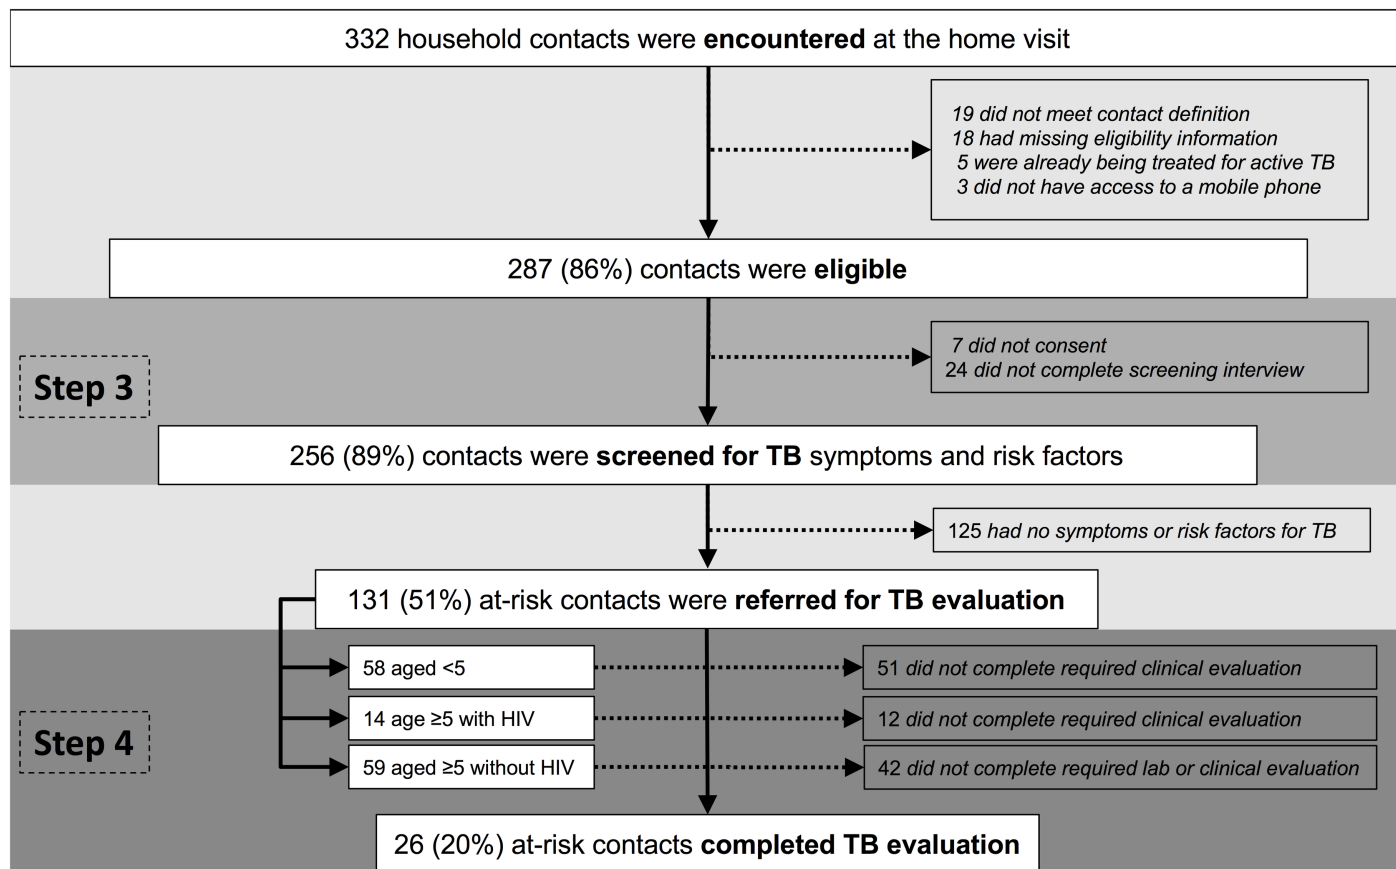 332 household contacts were encountered at the home visit
19 did not meet contact definition
18 had missing eligibility information
5 were already being treated for active TB
3 did not have access to a mobile phone
287 (86%) contacts were eligible
7 did not consent
24 did not complete screening interview
Step 3
256 (89%) contacts were screened for TB symptoms and risk factors
125 had no symptoms or risk factors for TB
131 (51%) at-risk contacts were referred for TB evaluation
58 aged <5
51 did not complete required clinical evaluation
14 age ≥5 with HIV
12 did not complete required clinical evaluation
Step 4
59 aged ≥5 without HIV
42 did not complete required lab or clinical evaluation
26 (20%) at-risk contacts completed TB evaluation